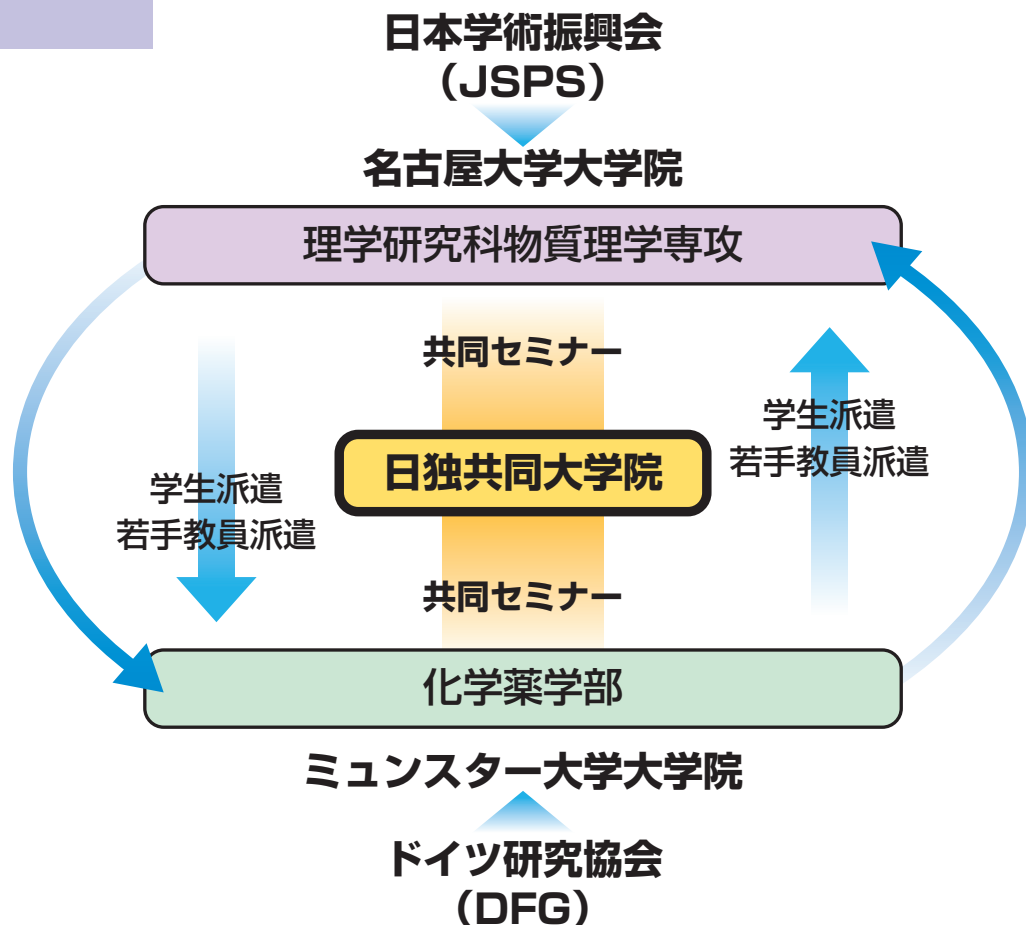 日本学術振興会
（JSPS）
名古屋大学大学院
理学研究科物質理学専攻
共同セミナー
学生派遣
若手教員派遣
日独共同大学院
学生派遣
若手教員派遣
共同セミナー
化学薬学部
ミュンスター大学大学院
ドイツ研究協会
（DFG）